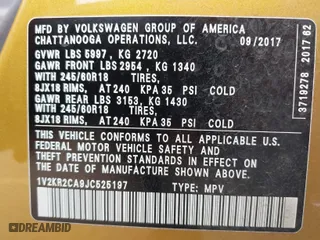 MFD BY VOLKSWAGEN GROUP OF AMERICA
CHATTANOOGA OPERATIONS, LLC. 09/2017
GVWR LBS 5997, KG 2720
GAWR FRONT LBS 2954, KG 1340
WITH 245/60R18 TIRES,
8JX18 RIMS, AT 240 KPA 35 PSI COLD
GAWR REAR LBS 3153, KG 1430
WITH 245/60R18 TIRES,
8JX18 RIMS, AT 240 KPA 35 PSI COLD
THIS VEHICLE CONFORMS TO ALL APPLICABLE U.S.
FEDERAL MOTOR VEHICLE SAFETY AND
THEFT PREVENTION STANDARDS IN EFFECT ON THE
DATE OF MANUFACTURE SHOWN ABOVE.
1V2KR2CA9JC525197 TYPE: MPV
3719278 2017 62
DREAMBID